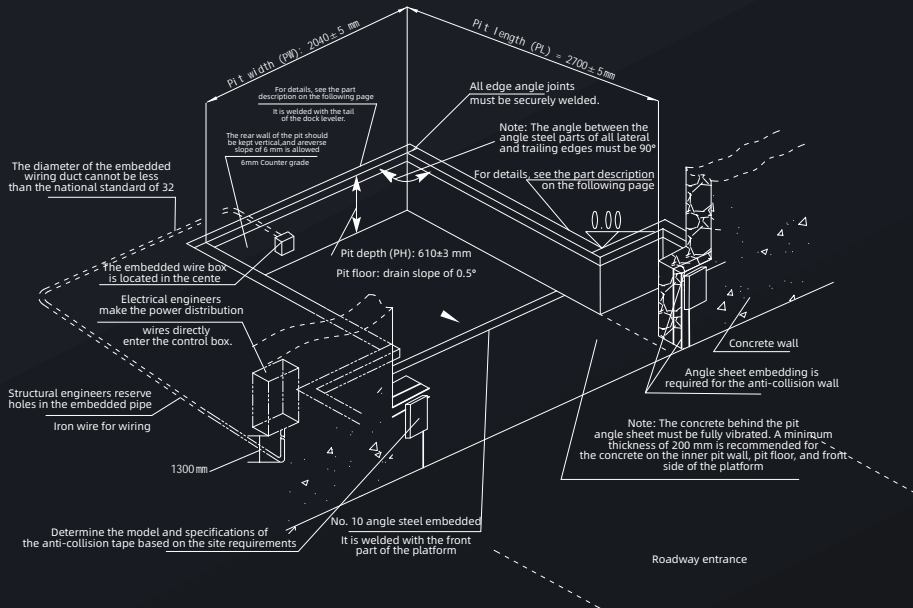 Pit width (PW): 2040±5 mm
Pit length (PL) = 2700±5mm
For details, see the part
description on the following page
It is welded with the tail
of the dock leveler.
The rear wall of the pit should
be kept vertical,and areverse
slope of 6 mm is allowed
6mm Counter grade
All edge angle joints
must be securely welded.
Note: The angle between the
angle steel parts of all lateral
and trailing edges must be 90°
For details, see the part description
on the following page
The diameter of the embedded
wiring duct cannot be less
than the national standard of 32
0.00
Pit depth (PH): 610±3 mm
Pit floor: drain slope of 0.5°
The embedded wire box
is located in the cente
Electrical engineers
make the power distribution
wires directly
enter the control box.
Concrete wall
Angle sheet embedding is
required for the anti-collision wall
Structural engineers reserve
holes in the embedded pipe
Iron wire for wiring
Note: The concrete behind the pit
angle sheet must be fully vibrated. A minimum
thickness of 200 mm is recommended for
the concrete on the inner pit wall, pit floor, and front
side of the platform
1300mm
No. 10 angle steel embedded
It is welded with the front
part of the platform
Determine the model and specifications of
the anti-collision tape based on the site requirements
Roadway entrance